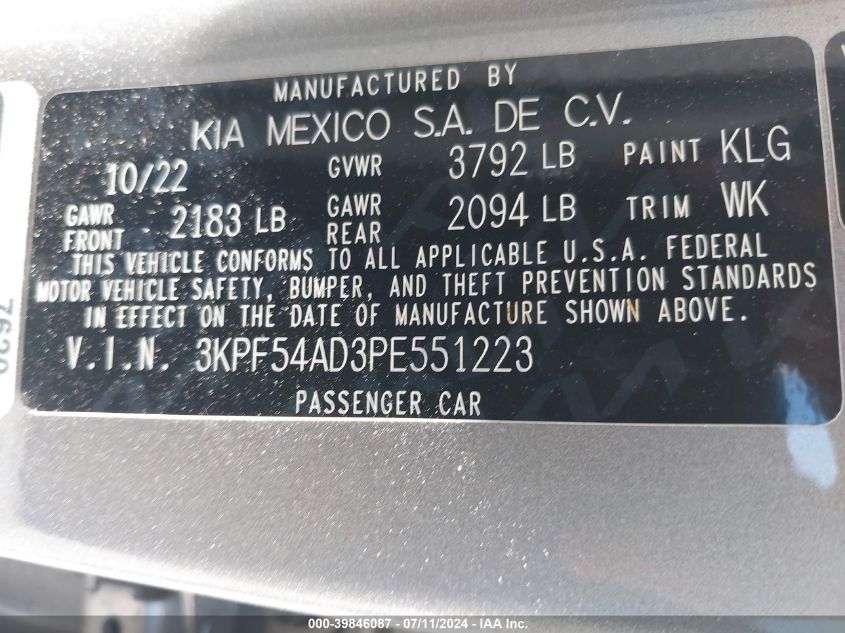 MANUFACTURED BY
KIA MEXICO S.A. DE C.V.
10/22 GVWR 3792 LB PAINT KLG
GAWR FRONT 2183 LB GAWR REAR 2094 LB TRIM WK
THIS VEHICLE CONFORMS TO ALL APPLICABLE U.S.A. FEDERAL
MOTOR VEHICLE SAFETY, BUMPER, AND THEFT PREVENTION STANDARDS
IN EFFECT ON THE DATE OF MANUFACTURE SHOWN ABOVE.
V.I.N. 3KPF54AD3PE551223
PASSENGER CAR
000-39846087 - 07/11/2024 - IAA Inc.